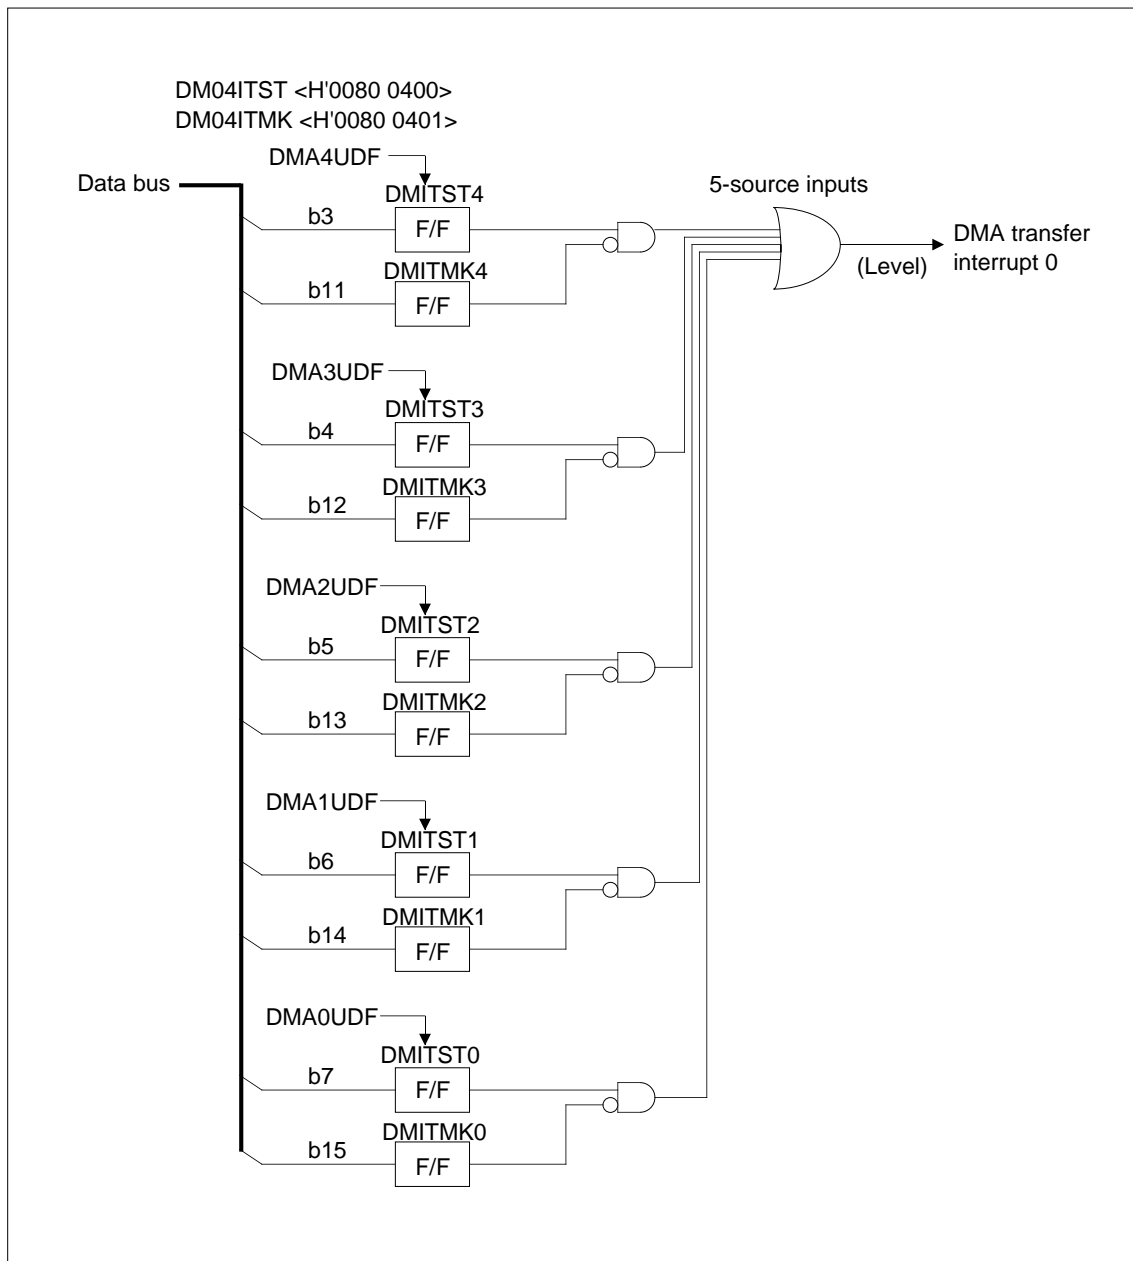 DM04ITST <H'0080 0400>
DM04ITMK <H'0080 0401>
DMA4UDF
Data bus
DMITST4
5-source inputs
b3
F/F
DMA transfer
interrupt 0
(Level)
DMITMK4
b11
F/F
DMA3UDF
DMITST3
b4
F/F
DMITMK3
b12
F/F
DMA2UDF
DMITST2
b5
F/F
DMITMK2
b13
F/F
DMA1UDF
DMITST1
b6
F/F
DMITMK1
b14
F/F
DMA0UDF
DMITST0
b7
F/F
DMITMK0
b15
F/F